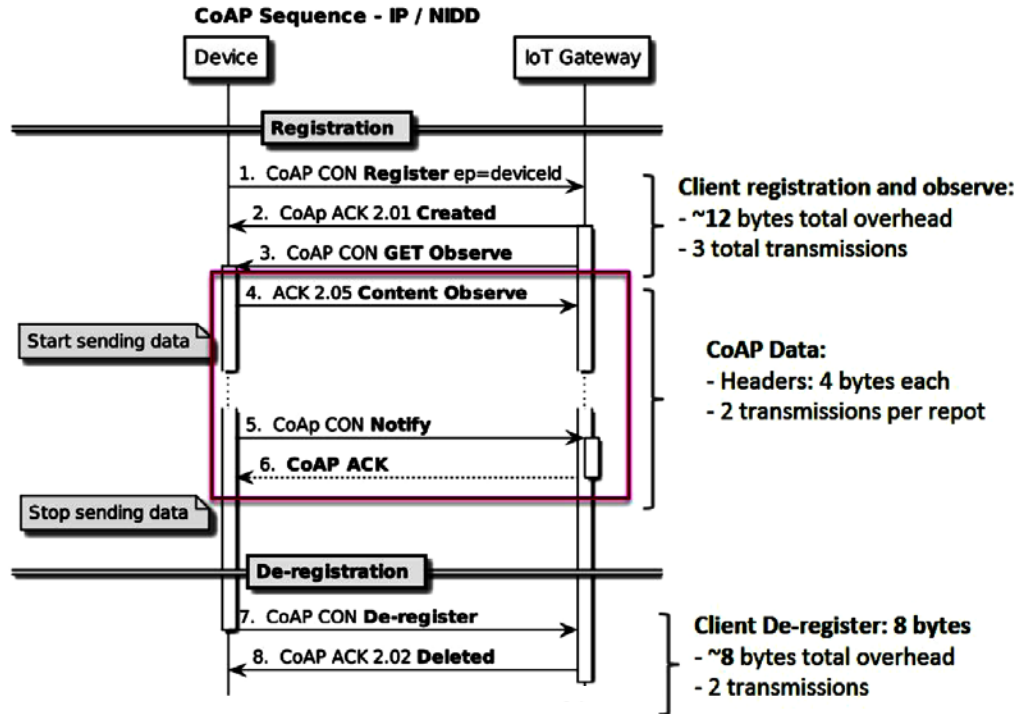 CoAP Sequence - IP / NIDD
Device
IoT Gateway
Registration
1. CoAP CON Register ep=deviceId
2. CoAp ACK 2.01 Created
3. CoAP CON GET Observe
Client registration and observe:
- ~12 bytes total overhead
- 3 total transmissions
4. ACK 2.05 Content Observe
Start sending data
5. CoAp CON Notify
6. CoAP ACK
CoAP Data:
- Headers: 4 bytes each
- 2 transmissions per repot
Stop sending data
De-registration
7. CoAP CON De-register
8. CoAP ACK 2.02 Deleted
Client De-register: 8 bytes
- ~8 bytes total overhead
- 2 transmissions